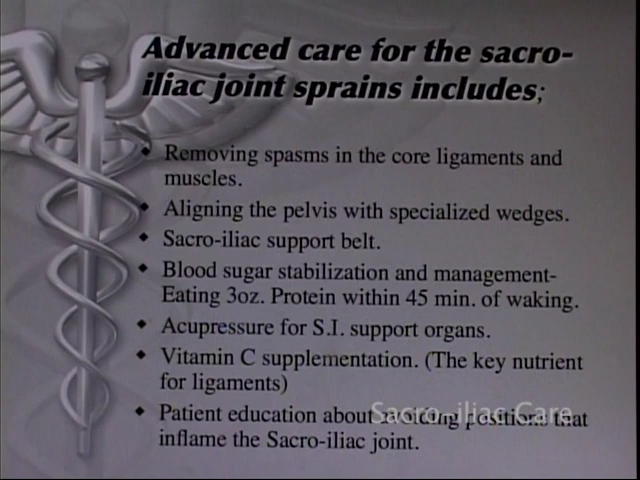 Advanced care for the sacro-
iliac joint sprains includes;
Removing spasms in the core ligaments and
muscles.
Aligning the pelvis with specialized wedges.
Sacro-iliac support belt.
Blood sugar stabilization and management-
Eating 3oz. Protein within 45 min. of waking.
Acupressure for S.I. support organs.
Vitamin C supplementation. (The key nutrient
for ligaments)
Patient education about avoiding positions that
inflame the Sacro-iliac joint.
Sacro-iliac Care